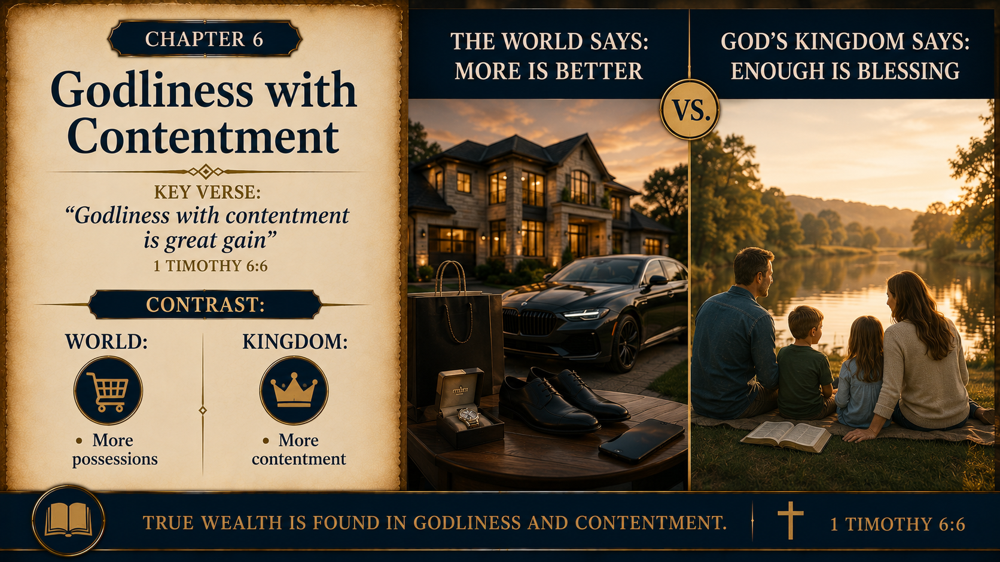 CHAPTER 6
Godliness with
Contentment
KEY VERSE:
“Godliness with contentment
is great gain”
1 TIMOTHY 6:6
CONTRAST:
WORLD:
• More
possessions
KINGDOM:
• More
contentment
THE WORLD SAYS:
MORE IS BETTER
VS.
GOD’S KINGDOM SAYS:
ENOUGH IS BLESSING
TRUE WEALTH IS FOUND IN GODLINESS AND CONTENTMENT.
1 TIMOTHY 6:6